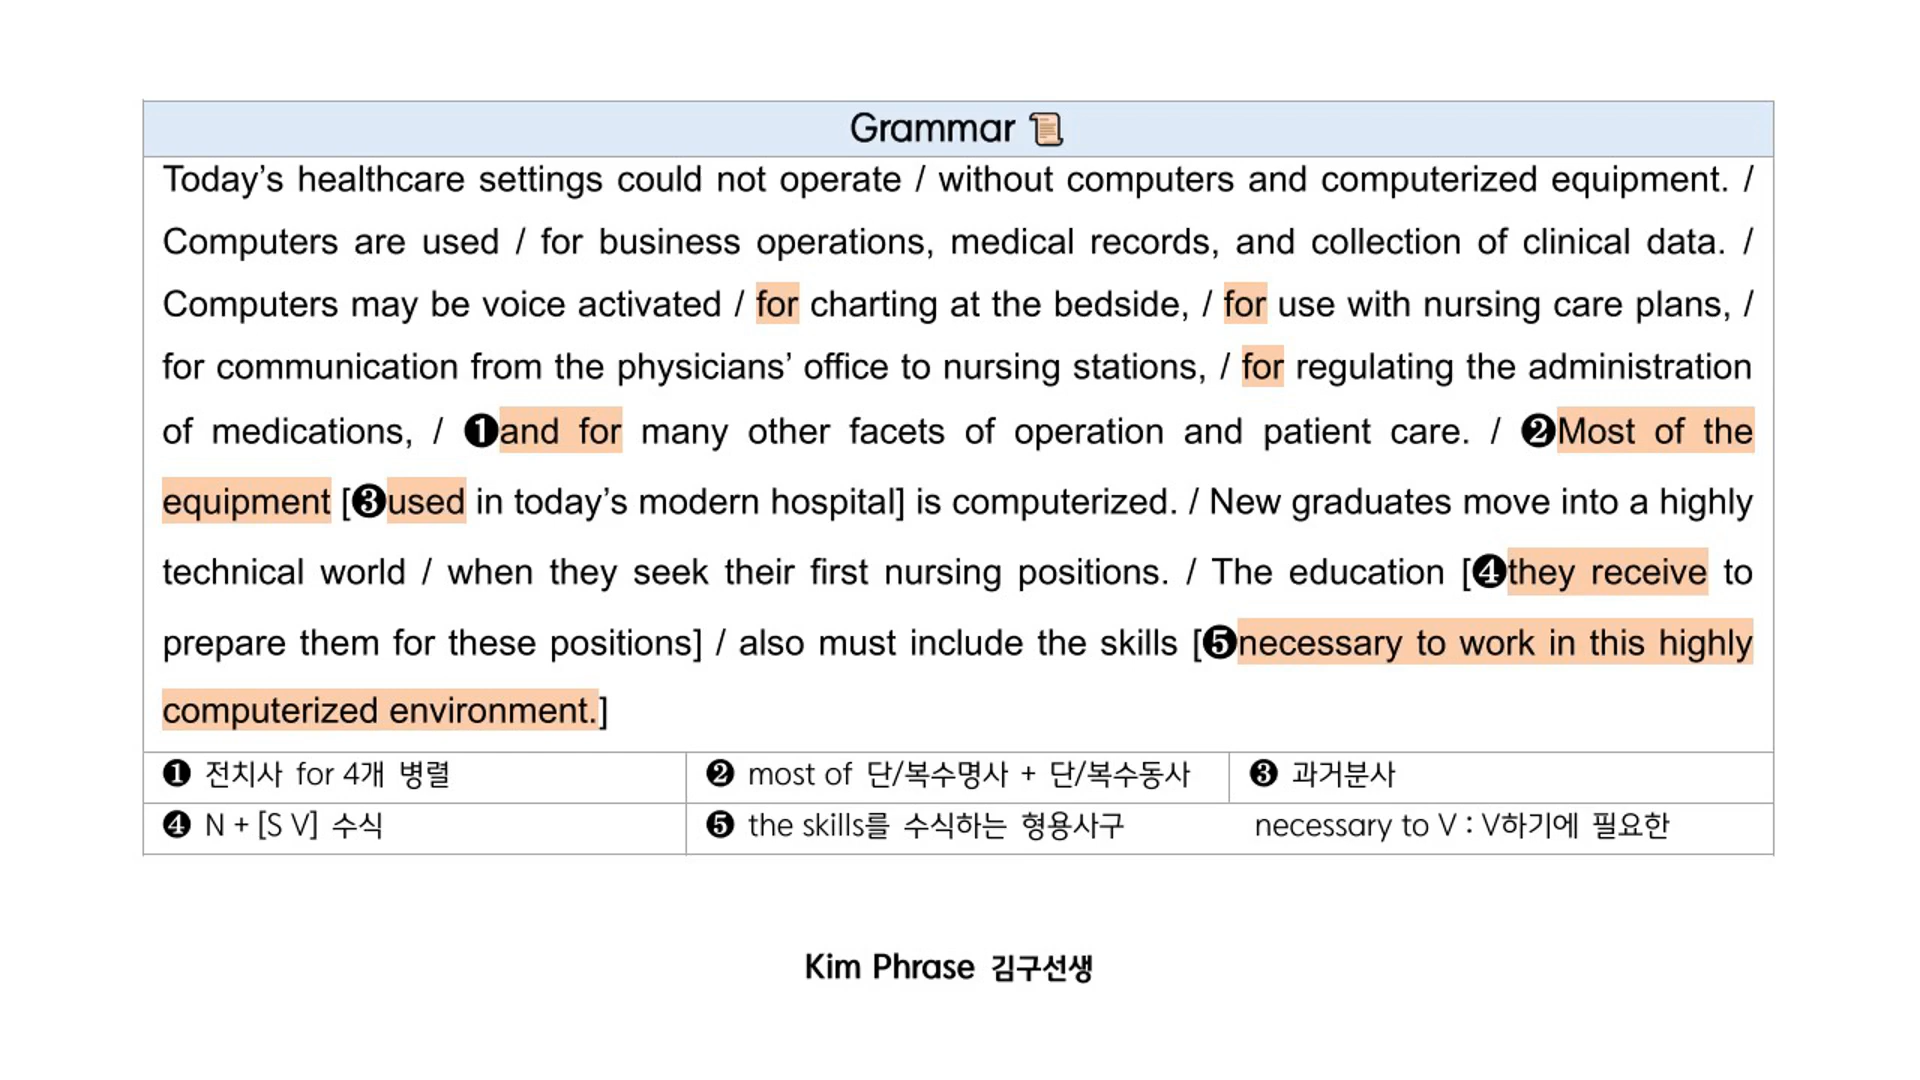 Grammar 📜
Today’s healthcare settings could not operate / without computers and computerized equipment. /
Computers are used / for business operations, medical records, and collection of clinical data. /
Computers may be voice activated / for charting at the bedside, / for use with nursing care plans, /
for communication from the physicians’ office to nursing stations, / for regulating the administration
of medications, / ❶and for many other facets of operation and patient care. / ❷Most of the
equipment [❸used in today’s modern hospital] is computerized. / New graduates move into a highly
technical world / when they seek their first nursing positions. / The education [❹they receive to
prepare them for these positions] / also must include the skills [❺necessary to work in this highly
computerized environment.]
❶ 전치사 for 4개 병렬
❷ most of 단/복수명사 + 단/복수동사
❸ 과거분사
❹ N + [S V] 수식
❺ the skills를 수식하는 형용사구 necessary to V : V하기에 필요한
Kim Phrase 김구선생